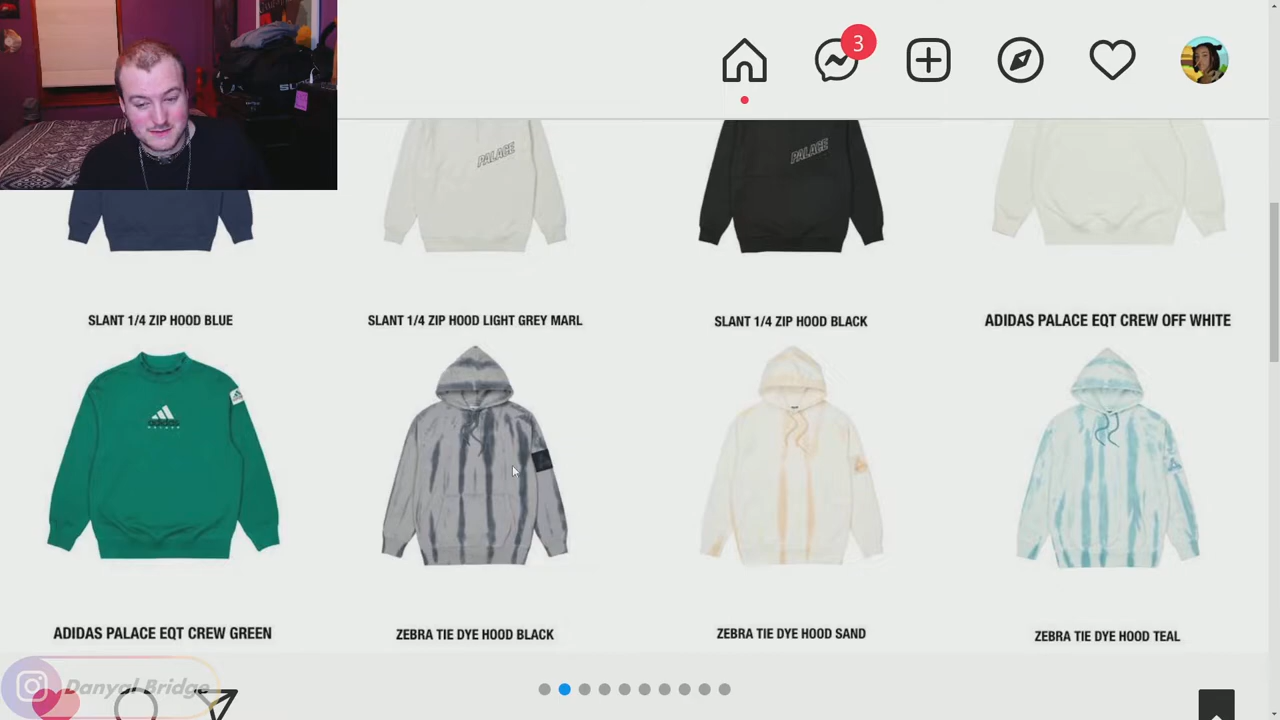 3
PALACE
PALACE
SLANT 1/4 ZIP HOOD BLUE
SLANT 1/4 ZIP HOOD LIGHT GREY MARL
SLANT 1/4 ZIP HOOD BLACK
ADIDAS PALACE EQT CREW OFF WHITE
ADIDAS PALACE EQT CREW GREEN
ZEBRA TIE DYE HOOD BLACK
ZEBRA TIE DYE HOOD SAND
ZEBRA TIE DYE HOOD TEAL
Danyal Bridge